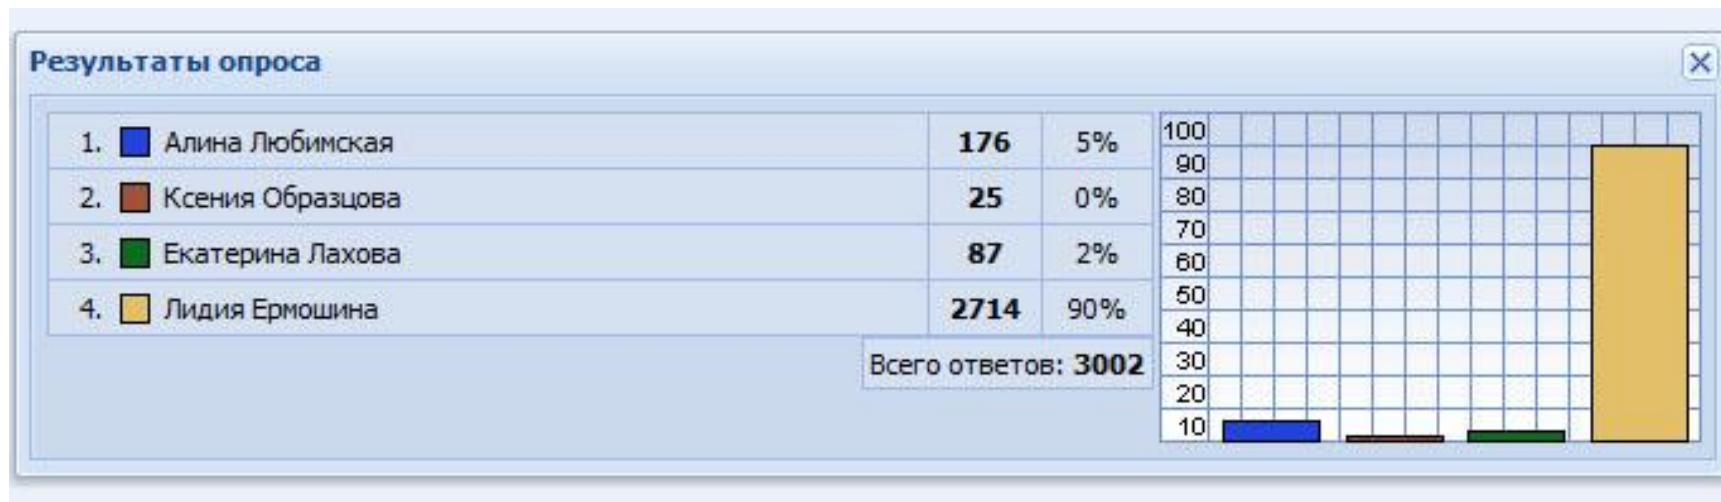 Результаты опроса
1. Алина Любимская 176 5%
2. Ксения Образцова 25 0%
3. Екатерина Лахова 87 2%
4. Лидия Ермошина 2714 90%
Всего ответов: 3002
100
90
80
70
60
50
40
30
20
10